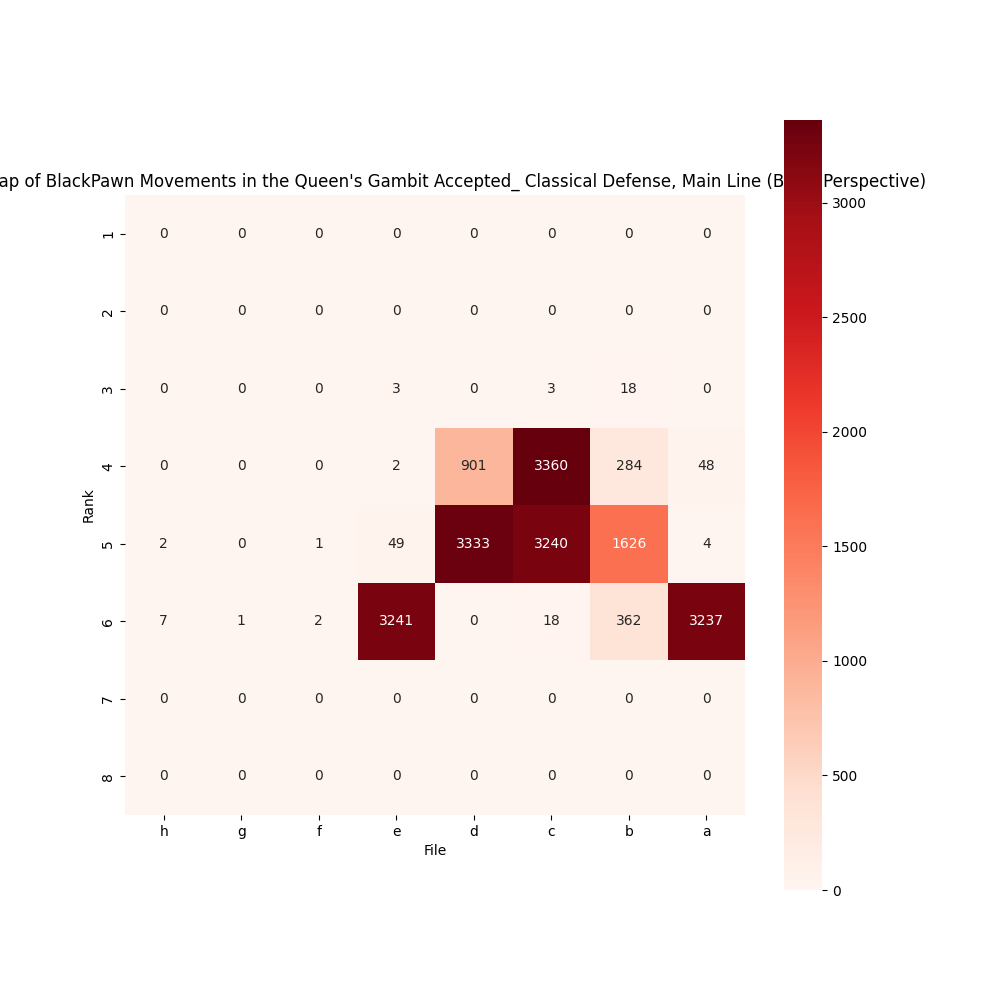 ap of BlackPawn Movements in the Queen's Gambit Accepted_ Classical Defense, Main Line (B Perspective)
3000
1 0 0 0 0 0 0 0 0
2 0 0 0 0 0 0 0 0
2500
3 0 0 0 3 0 3 18 0
2000
4 0 0 0 2 901 3360 284 48
Rank
5 2 0 1 49 3333 3240 1626 4
1500
6 7 1 2 3241 0 18 362 3237
1000
7 0 0 0 0 0 0 0 0
8 0 0 0 0 0 0 0 0
500
h g f e d c b a
File
0